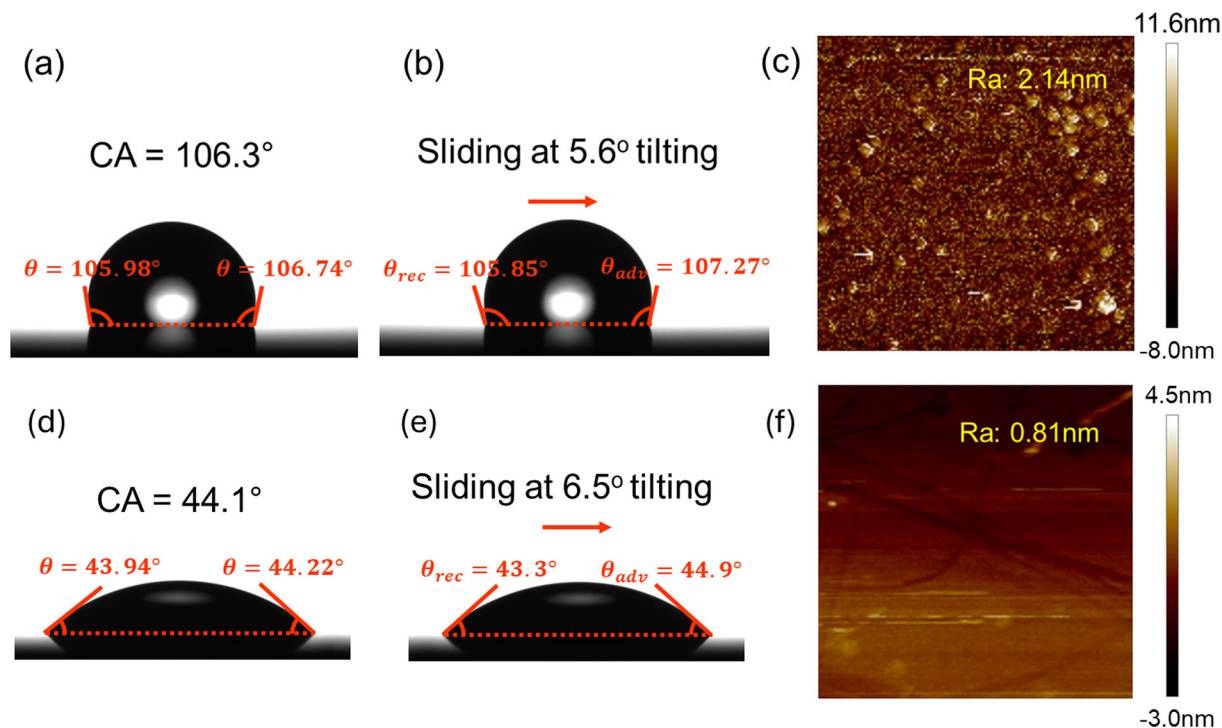 (a)
CA = 106.3°
θ = 105.98°
θ = 106.74°
(b)
Sliding at 5.6° tilting
θrec = 105.85°
θadv = 107.27°
(c)
Ra: 2.14nm
11.6nm
-8.0nm
(d)
CA = 44.1°
θ = 43.94°
θ = 44.22°
(e)
Sliding at 6.5° tilting
θrec = 43.3°
θadv = 44.9°
(f)
Ra: 0.81nm
4.5nm
-3.0nm